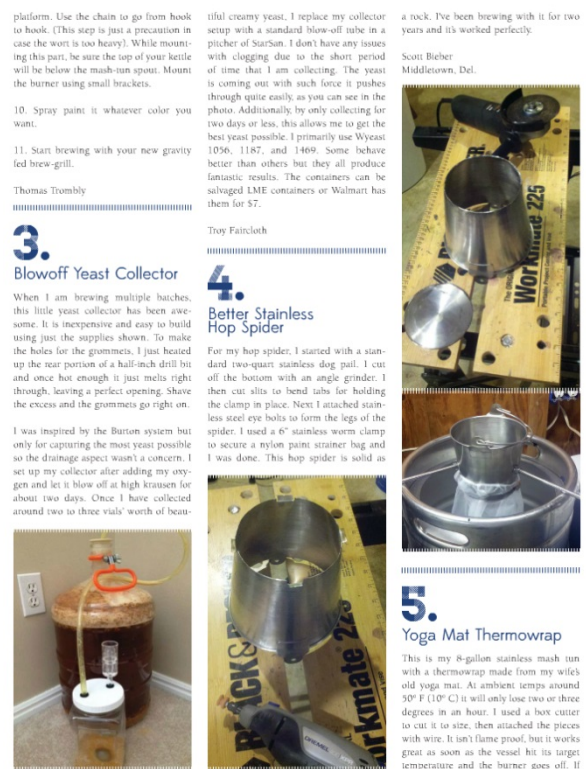 platform. Use the chain to go from hook
to hook. (This step is just a precaution in
case the wort is too heavy). While mount-
ing this part, be sure the top of your kettle
will be below the mash-tun spout. Mount
the burner using small brackets.
10. Spray paint it whatever color you
want.
11. Start brewing with your new gravity
fed brew-grill.
Thomas Trombly
3.
Blowoff Yeast Collector
When I am brewing multiple batches,
this little yeast collector has been awe-
some. It is inexpensive and easy to build
using just the supplies shown. To make
the holes for the grommets, I just heated
up the rear portion of a half-inch drill bit
and once hot enough it just melts right
through, leaving a perfect opening. Shave
the excess and the grommets go right on.
I was inspired by the Burton system but
only for capturing the most yeast possible
so the drainage aspect wasn't a concern. I
set up my collector after adding my oxy-
gen and let it blow off at high krausen for
about two days. Once I have collected
around two to three vials' worth of beau-
tiful creamy yeast, I replace my collector
setup with a standard blow-off tube in a
pitcher of StarSan. I don't have any issues
with clogging due to the short period
of time that I am collecting. The yeast
is coming out with such force it pushes
through quite easily, as you can see in the
photo. Additionally, by only collecting for
two days or less, this allows me to get the
best yeast possible. I primarily use Wyeast
1056, 1187, and 1469. Some behave
better than others but they all produce
fantastic results. The containers can be
salvaged LME containers or Walmart has
them for $7.
Troy Faircloth
4.
Better Stainless
Hop Spider
For my hop spider, I started with a stan-
dard two-quart stainless dog pail. I cut
off the bottom with an angle grinder. I
then cut slits to bend tabs for holding
the clamp in place. Next I attached stain-
less steel eye bolts to form the legs of the
spider. I used a 6" stainless worm clamp
to secure a nylon paint strainer bag and
I was done. This hop spider is solid as
BLACK&
Workmate 225
DREMEL
a rock. I've been brewing with it for two
years and it's worked perfectly.
Scott Bieber
Middletown, Del.
Workmate 225
5.
Yoga Mat Thermowrap
This is my 8-gallon stainless mash tun
with a thermowrap made from my wife's
old yoga mat. At ambient temps around
50° F (10° C) it will only lose two or three
degrees in an hour. I used a box cutter
to cut it to size, then attached the pieces
with wire. It isn't flame proof, but it works
great as soon as the vessel hit its target
temperature and the burner goes off. If